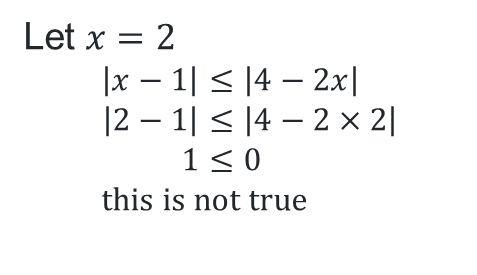 Let x = 2
|x − 1| ≤ |4 − 2x|
|2 − 1| ≤ |4 − 2 × 2|
1 ≤ 0
this is not true